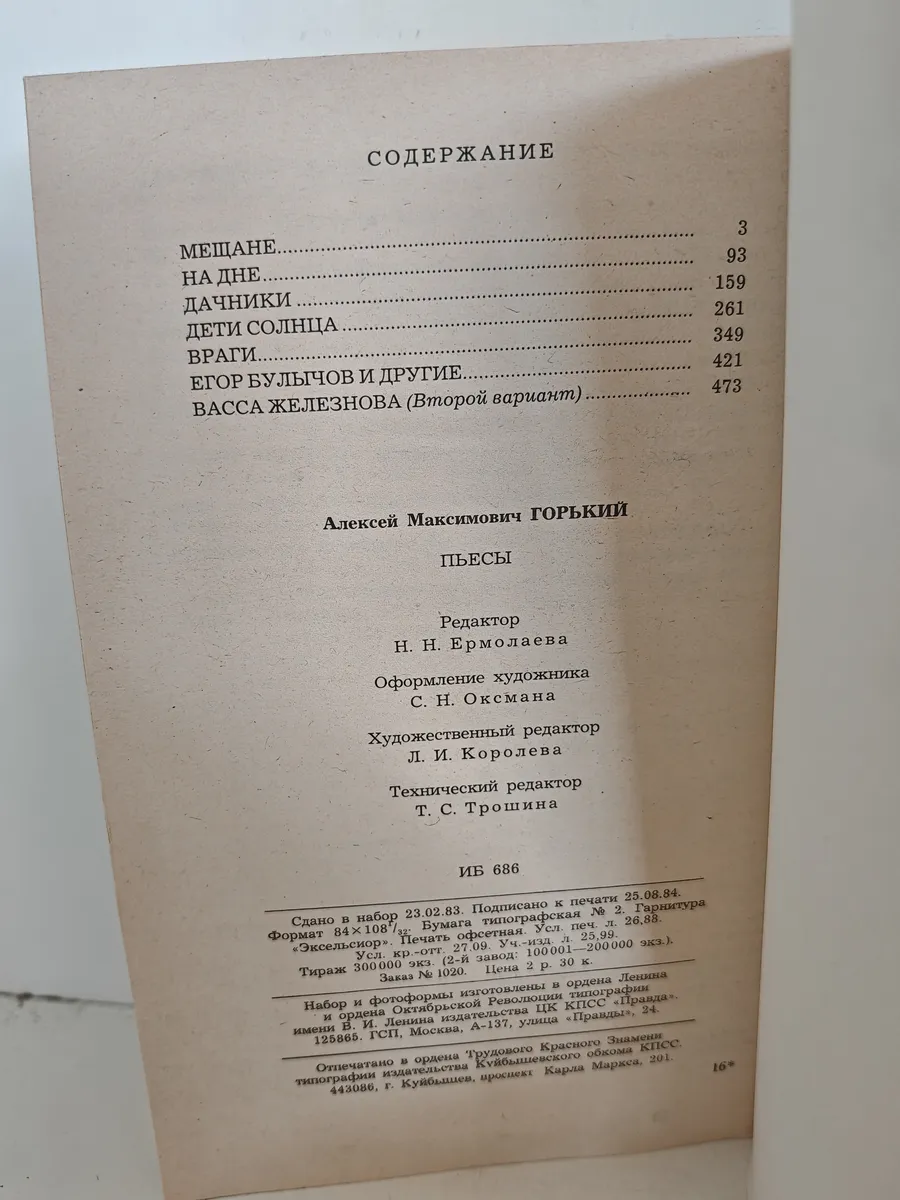 СОДЕРЖАНИЕ
МЕЩАНЕ........ 3
НА ДНЕ........ 93
ДАЧНИКИ ........ 159
ДЕТИ СОЛНЦА ........ 261
ВРАГИ........ 349
ЕГОР БУЛЫЧОВ И ДРУГИЕ........ 421
ВАССА ЖЕЛЕЗНОВА (Второй вариант) ........ 473
Алексей Максимович ГОРЬКИЙ
ПЬЕСЫ
Редактор
Н. Н. Ермолаева
Оформление художника
С. Н. Оксмана
Художественный редактор
Л. И. Королева
Технический редактор
Т. С. Трошина
ИБ 686
Сдано в набор 23.02.83. Подписано к печати 25.08.84.
Формат 84×108¹/₃₂. Бумага типографская № 2. Гарнитура
«Эксельсиор». Печать офсетная. Усл. печ. л. 26,88.
Усл. кр.-отт. 27.09. Уч.-изд. л. 25,99.
Тираж 300000 экз. (2-й завод: 100001—200000 экз.).
Заказ № 1020. Цена 2 р. 30 к.
Набор и фотоформы изготовлены в ордена Ленина
и ордена Октябрьской Революции типографии
имени В. И. Ленина издательства ЦК КПСС «Правда».
125865. ГСП, Москва, А-137, улица «Правды», 24.
Отпечатано в ордена Трудового Красного Знамени
типографии издательства Куйбышевского обкома КПСС.
443086, г. Куйбышев, проспект Карла Маркса, 201.
16*